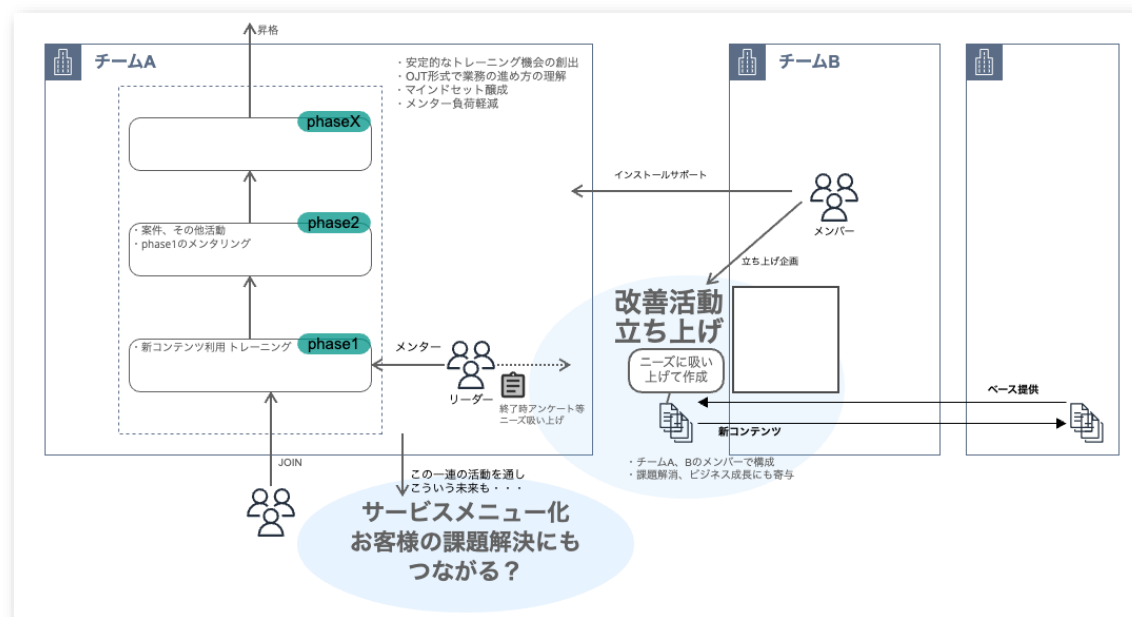 昇格
チームA
・安定的なトレーニング機会の創出
・OJT形式で業務の進め方の理解
・マインドセット醸成
・メンター負荷軽減
phaseX
phase2
・案件、その他活動
・phase1のメンタリング
phase1
・新コンテンツ利用 トレーニング
メンター
リーダー
終了時アンケート等
ニーズ吸い上げ
JOIN
この一連の活動を通し
こういう未来も・・・
サービスメニュー化
お客様の課題解決にも
つながる？
チームB
インストールサポート
メンバー
立ち上げ企画
改善活動
立ち上げ
ニーズに吸い
上げて作成
ベース提供
新コンテンツ
・チームA、Bのメンバーで構成
・課題解消、ビジネス成長にも寄与